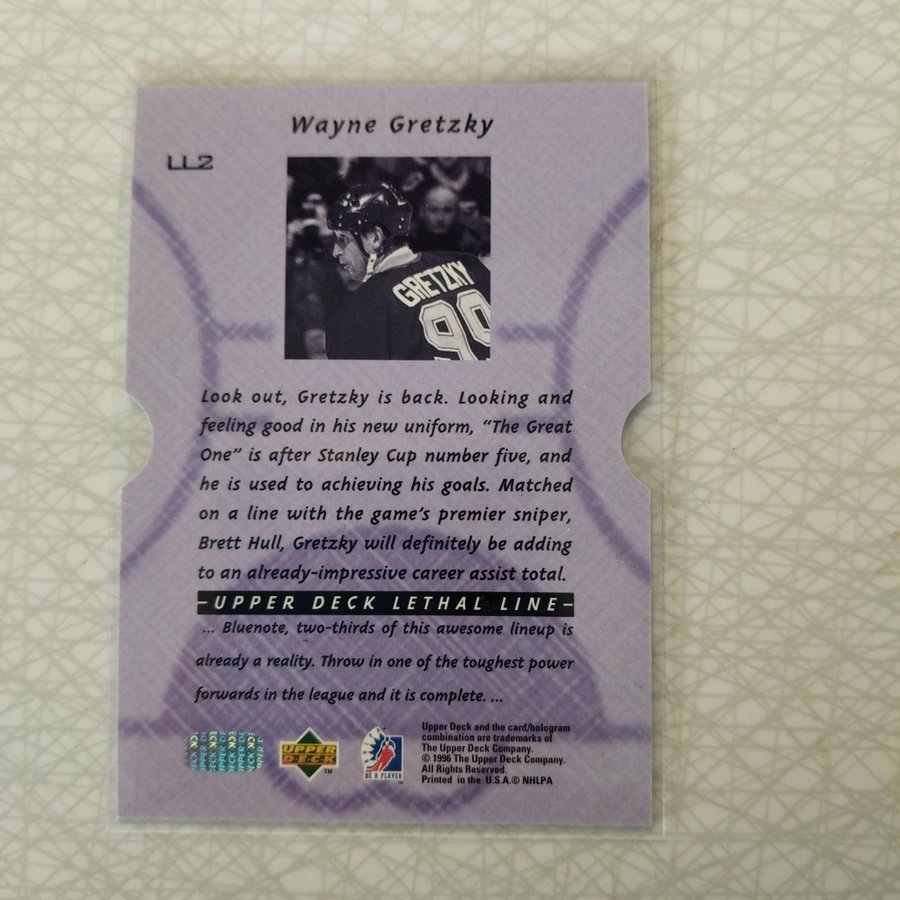 Wayne Gretzky
LL2
GRETZKY
99
Look out, Gretzky is back. Looking and
feeling good in his new uniform, “The Great
One” is after Stanley Cup number five, and
he is used to achieving his goals. Matched
on a line with the game’s premier sniper,
Brett Hull, Gretzky will definitely be adding
to an already-impressive career assist total.
–UPPER DECK LETHAL LINE–
... Bluenote, two-thirds of this awesome lineup is
already a reality. Throw in one of the toughest power
forwards in the league and it is complete. ...
UPPER
DECK
TM
BE A PLAYER
Upper Deck and the card/hologram
combination are trademarks of
The Upper Deck Company.
© 1996 The Upper Deck Company.
All Rights Reserved.
Printed in the U.S.A.© NHLPA